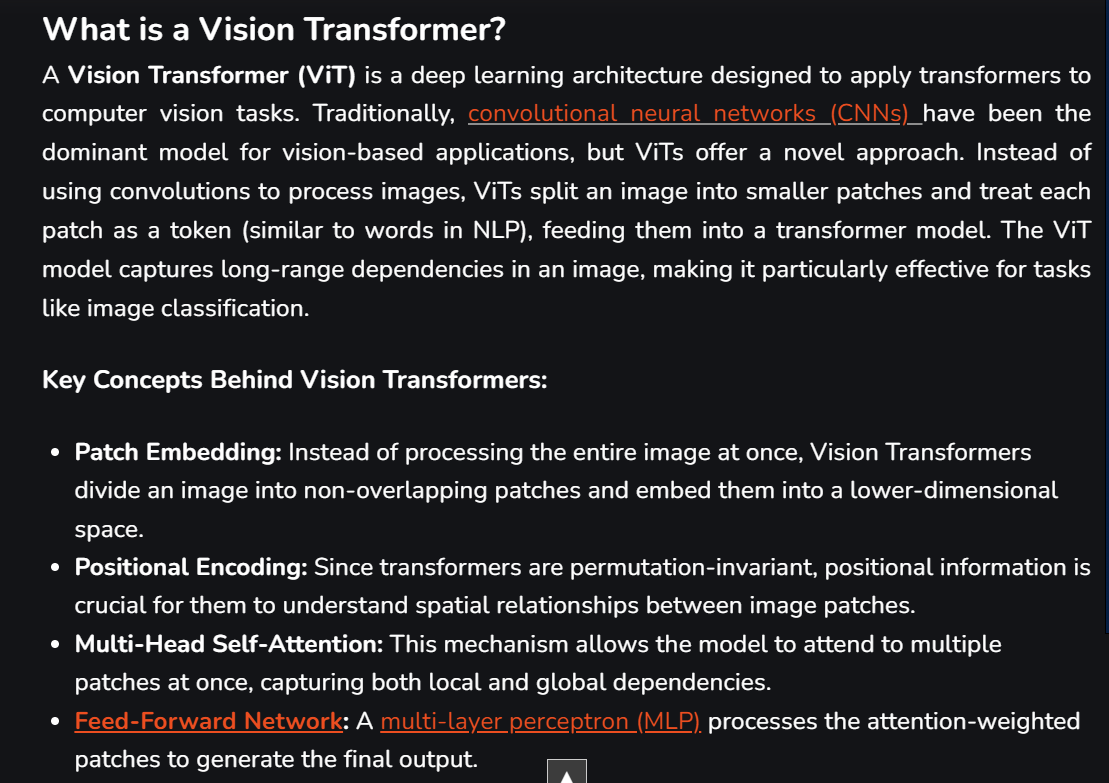 What is a Vision Transformer?
A Vision Transformer (ViT) is a deep learning architecture designed to apply transformers to
computer vision tasks. Traditionally, convolutional neural networks (CNNs) have been the
dominant model for vision-based applications, but ViTs offer a novel approach. Instead of
using convolutions to process images, ViTs split an image into smaller patches and treat each
patch as a token (similar to words in NLP), feeding them into a transformer model. The ViT
model captures long-range dependencies in an image, making it particularly effective for tasks
like image classification.
Key Concepts Behind Vision Transformers:
• Patch Embedding: Instead of processing the entire image at once, Vision Transformers
divide an image into non-overlapping patches and embed them into a lower-dimensional
space.
• Positional Encoding: Since transformers are permutation-invariant, positional information is
crucial for them to understand spatial relationships between image patches.
• Multi-Head Self-Attention: This mechanism allows the model to attend to multiple
patches at once, capturing both local and global dependencies.
• Feed-Forward Network: A multi-layer perceptron (MLP) processes the attention-weighted
patches to generate the final output.